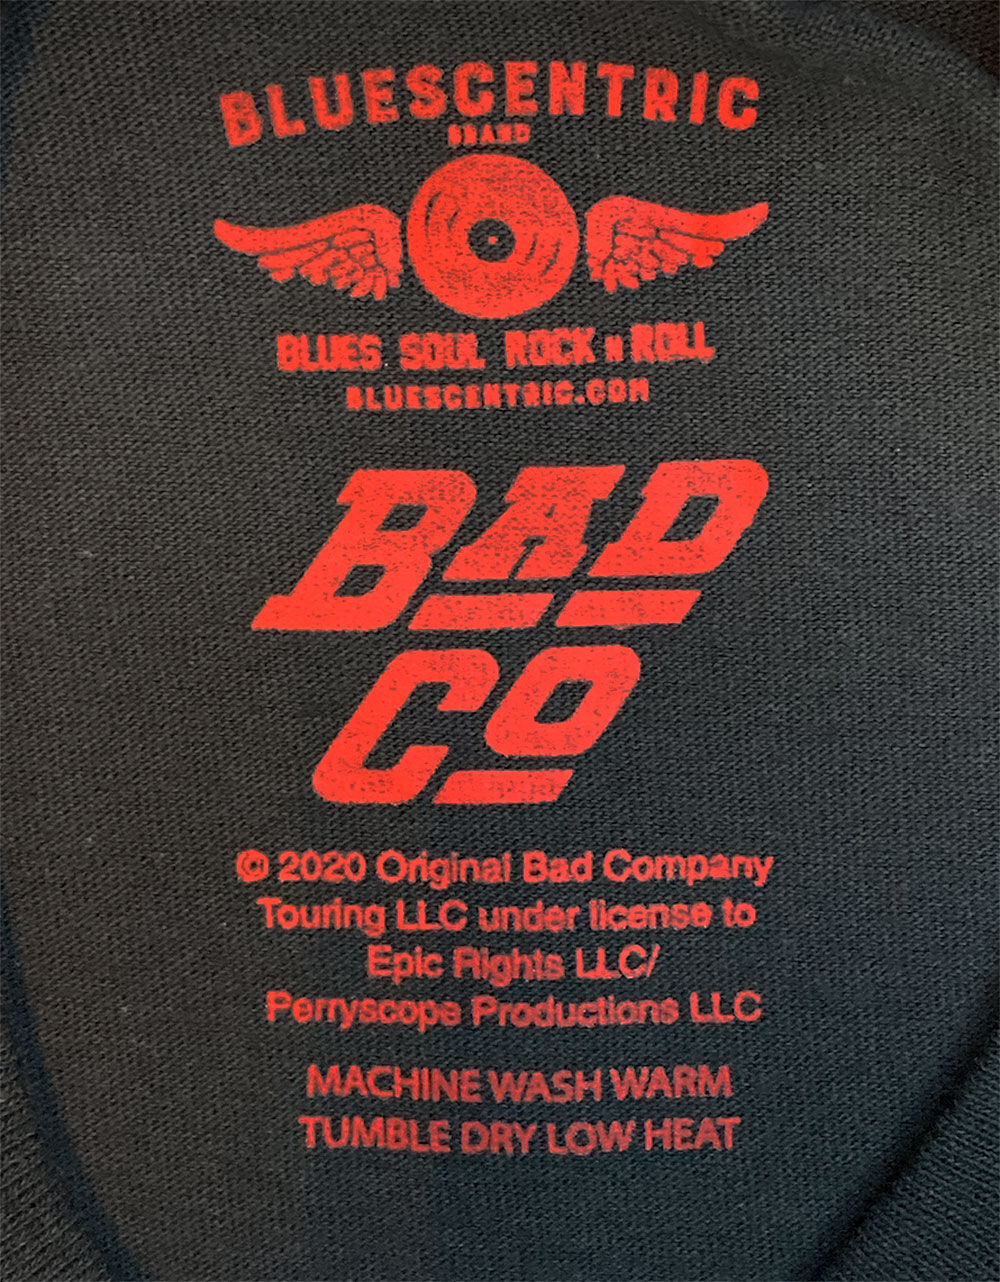 BLUESCENTRIC
BRAND
BLUES SOUL ROCK N ROLL
BLUESCENTRIC.COM
BAD
CO
© 2020 Original Bad Company
Touring LLC under license to
Epic Rights LLC/
Perryscope Productions LLC
MACHINE WASH WARM
TUMBLE DRY LOW HEAT